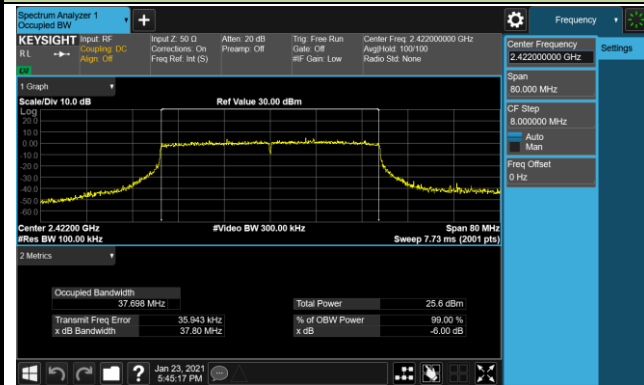 Spectrum Analyzer 1
Occupied BW
+
Frequency
KEYSIGHT
RL
Input: RF
Coupling: DC
Align: Off
Input Z: 50 Ω
Corrections: On
Freq Ref: Int (S)
Atten: 20 dB
Preamp: Off
Trig: Free Run
Gate: Off
#IF Gain: Low
Center Freq: 2.422000000 GHz
Avg|Hold: 100/100
Radio Std: None
1 Graph
Scale/Div 10.0 dB
Ref Value 30.00 dBm
Log
20.0
10.0
0.00
-10.0
-20.0
-30.0
-40.0
-50.0
-60.0
Center 2.42200 GHz
#Video BW 300.00 kHz
Span 80 MHz
#Res BW 100.00 kHz
Sweep 7.73 ms (2001 pts)
2 Metrics
Occupied Bandwidth
37.698 MHz
Total Power 25.6 dBm
Transmit Freq Error 35.943 kHz
% of OBW Power 99.00 %
x dB Bandwidth 37.80 MHz
x dB -6.00 dB
Center Frequency
2.422000000 GHz
Settings
Span
80.000 MHz
CF Step
8.000000 MHz
Auto
Man
Freq Offset
0 Hz
?
Jan 23, 2021
5:45:17 PM